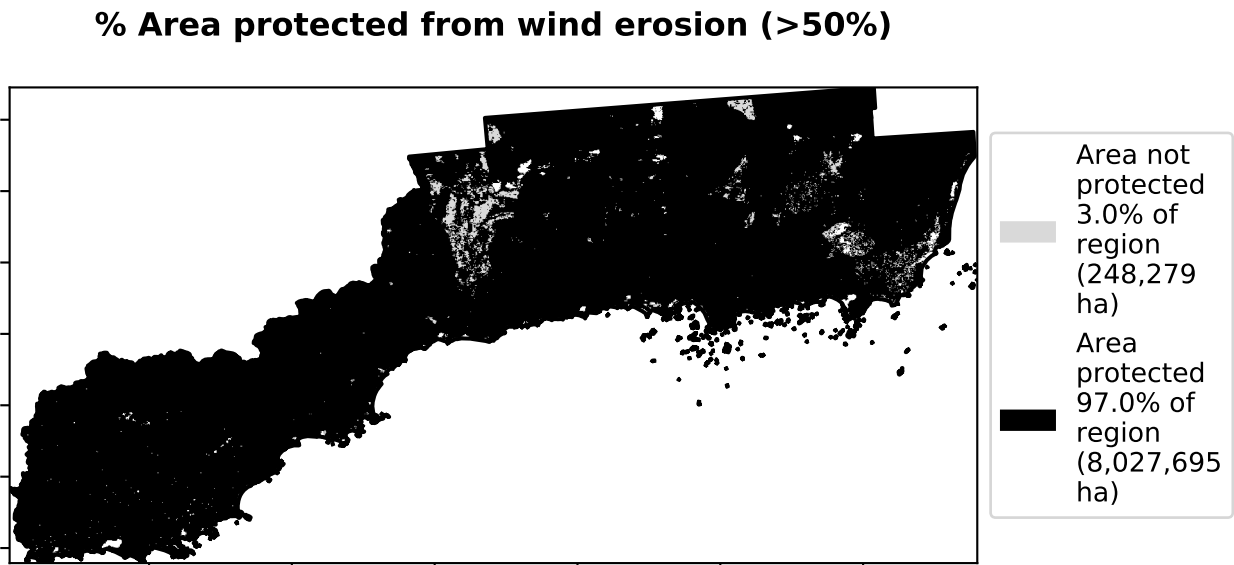 % Area protected from wind erosion (>50%)
Area not
protected
3.0% of
region
(248,279
ha)
Area
protected
97.0% of
region
(8,027,695
ha)